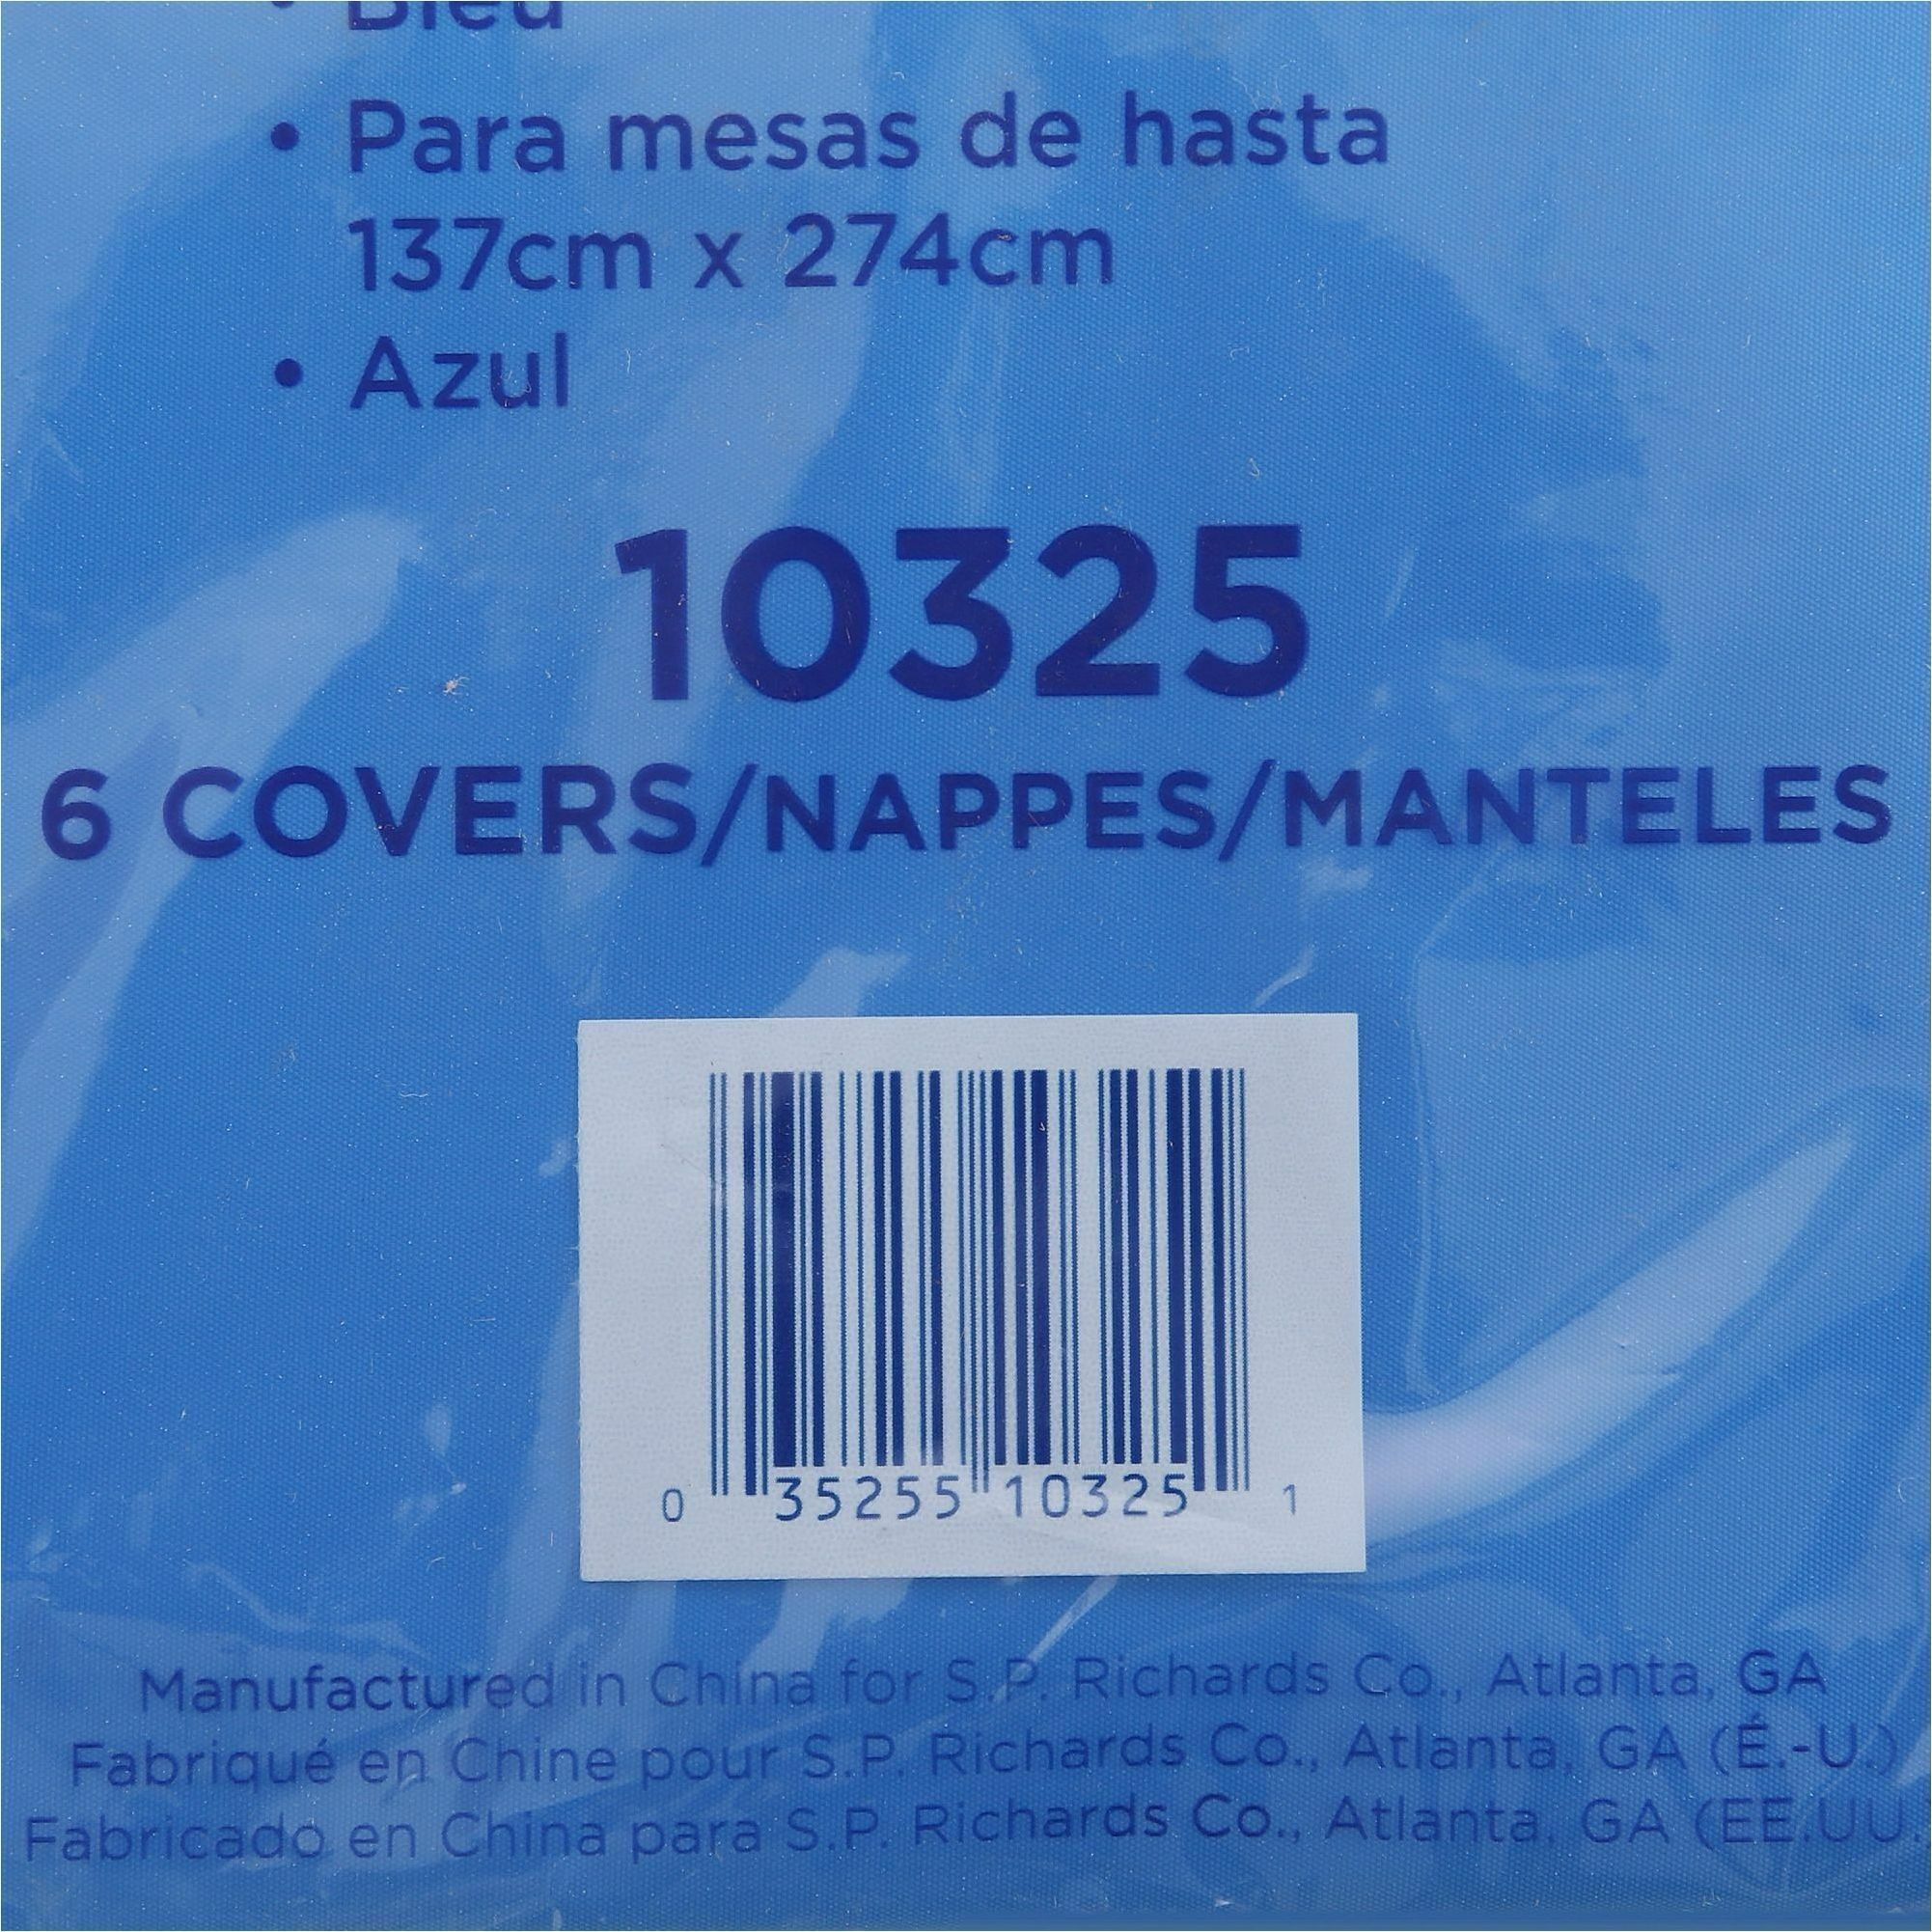 • Bleu
• Para mesas de hasta
137cm x 274cm
• Azul
10325
6 COVERS/NAPPES/MANTELES
0 35255 10325 1
Manufactured in China for S.P. Richards Co., Atlanta, GA
Fabriqué en Chine pour S.P. Richards Co., Atlanta, GA (É.-U.)
Fabricado en China para S.P. Richards Co., Atlanta, GA (EE.UU.